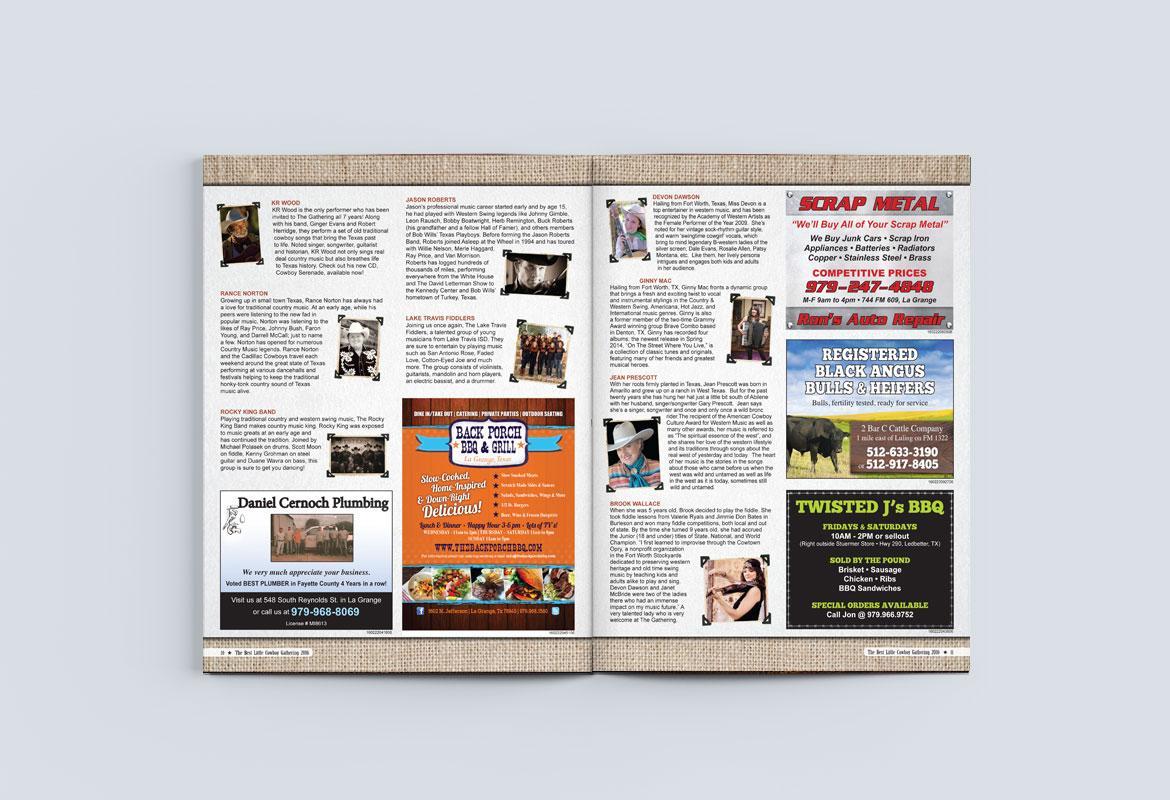 KR WOOD
KR Wood is the only performer who has been
invited to The Gathering all 7 years! Along
with his band, Ginger Evans and Robert
Herridge, they perform a set of old traditional
cowboy songs that bring the Texas past
to life. Noted singer, songwriter, guitarist
and historian, KR Wood not only sings real
deal country music but also breathes life
to Texas history. Check out his new CD,
Cowboy Serenade, available now!
RANCE NORTON
Growing up in small town Texas, Rance Norton has always had
a love for traditional country music. At an early age, while his
peers were listening to the new fad in
popular music, Norton was listening to the
likes of Ray Price, Johnny Bush, Faron
Young, and Darrell McCall; just to name
a few. Norton has opened for numerous
Country Music legends. Rance Norton
and the Cadillac Cowboys travel each
weekend around the great state of Texas
performing at various dancehalls and
festivals helping to keep the traditional
honky-tonk country sound of Texas
music alive.
ROCKY KING BAND
Playing traditional country and western swing music, The Rocky
King Band makes country music king. Rocky King was exposed
to music greats at an early age and
has continued the tradition. Joined by
Michael Polasek on drums, Scott Moon
on fiddle, Kenny Grohman on steel
guitar and Duane Wavra on bass, this
group is sure to get you dancing!
Daniel Cernoch Plumbing
We very much appreciate your business.
Voted BEST PLUMBER in Fayette County 4 Years in a row!
Visit us at 548 South Reynolds St. in La Grange
or call us at 979-968-8069
License # M18613
JASON ROBERTS
Jason's professional music career started early and by age 15,
he had played with Western Swing legends like Johnny Gimble,
Leon Rausch, Bobby Boatwright, Herb Remington, Buck Roberts
(his grandfather and a fellow Hall of Famer), and others members
of Bob Wills' Texas Playboys. Before forming the Jason Roberts
Band, Roberts joined Asleep at the Wheel in 1994 and has toured
with Willie Nelson, Merle Haggard,
Ray Price, and Van Morrison.
Roberts has logged hundreds of
thousands of miles, performing
everywhere from the White House
and The David Letterman Show to
the Kennedy Center and Bob Wills'
hometown of Turkey, Texas.
LAKE TRAVIS FIDDLERS
Joining us once again, The Lake Travis
Fiddlers, a talented group of young
musicians from Lake Travis ISD. They
are sure to entertain by playing music
such as San Antonio Rose, Faded
Love, Cotton-Eyed Joe and much
more. The group consists of violinists,
guitarists, mandolin and horn players,
an electric bassist, and a drummer.
DINE IN/TAKE OUT | CATERING | PRIVATE PARTIES | OUTDOOR SEATING
BACK PORCH
BBQ & GRILL
La Grange, Texas
Slow-Cooked,
Home-Inspired
& Down-Right
Delicious!
Slow Smoked Meats
Scratch Made Sides & Sauces
Salads, Sandwiches, Wings & More
1/2 lb. Burgers
Beer, Wine & Frozen Daiquiris
Lunch & Dinner • Happy Hour 3-6 pm • Lots of TV's!
WWW.THEBACKPORCHBBQ.COM
La Grange, Tx 78945 | 979.968.3580
10 ★ The Best Little Cowboy Gathering 2016
DEVON DAWSON
Hailing from Fort Worth, Texas, Miss Devon is a
top entertainer in western music, and has been
recognized by the Academy of Western Artists as
the Female Performer of the Year 2009. She's
noted for her vintage sock-rhythm guitar style,
and warm 'swingtime cowgirl' vocals, which
bring to mind legendary B-western ladies of the
silver screen: Dale Evans, Rosalie Allen, Patsy
Montana, etc. Like them, her lively persona
intrigues and engages both kids and adults
in her audience.
GINNY MAC
Hailing from Fort Worth, TX, Ginny Mac fronts a dynamic group
that brings a fresh and exciting twist to vocal
and instrumental stylings in the Country &
Western Swing, Americana, Hot Jazz, and
International music genres. Ginny is also
a former member of the two-time Grammy
Award winning group Brave Combo based
in Denton, TX. Ginny has recorded four
albums, the newest release in Spring
2014, "On The Street Where You Live," is
a collection of classic tunes and originals,
featuring many of her friends and greatest
musical heroes.
JEAN PRESCOTT
With her roots firmly planted in Texas, Jean Prescott was born in
Amarillo and grew up on a ranch in West Texas. But for the past
twenty years she has hung her hat just a little bit south of Abilene
with her husband, singer/songwriter Gary Prescott. Jean says
she's a singer, songwriter and once and only once a wild bronc
rider.The recipient of the American Cowboy
Culture Award for Western Music as well as
many other awards, her music is referred to
as "The spiritual essence of the west", and
she shares her love of the western lifestyle
and its traditions through songs about the
real west of yesterday and today. The heart
of her music is the stories in the songs
about those who came before us when the
west was wild and untamed as well as life
in the west as it is today, sometimes still
wild and untamed.
BROOK WALLACE
When she was 5 years old, Brook decided to play the fiddle. She
took fiddle lessons from Valerie Ryals and Jimmie Don Bates in
Burleson and won many fiddle competitions, both local and out
of state. By the time she turned 9 years old, she had accrued
the Junior (18 and under) titles of State, National, and World
Champion. "I first learned to improvise through the Cowtown
Opry, a nonprofit organization
in the Fort Worth Stockyards
dedicated to preserving western
heritage and old time swing
music by teaching kids and
adults alike to play and sing.
Devon Dawson and Janet
McBride were two of the ladies
there who had an immense
impact on my music future." A
very talented lady who is very
welcome at The Gathering.
SCRAP METAL
"We'll Buy All of Your Scrap Metal"
We Buy Junk Cars • Scrap Iron
Appliances • Batteries • Radiators
Copper • Stainless Steel • Brass
COMPETITIVE PRICES
979-247-4848
M-F 9am to 4pm • 744 FM 609, La Grange
Ron's Auto Repair
REGISTERED
BLACK ANGUS
BULLS & HEIFERS
Bulls, fertility tested, ready for service
2 Bar C Cattle Company
1 mile east of Luling on FM 1322
512-633-3190
or 512-917-8405
TWISTED J's BBQ
FRIDAYS & SATURDAYS
10AM - 2PM or sellout
(Right outside Stuermer Store • Hwy 290, Ledbetter, TX)
SOLD BY THE POUND
Brisket • Sausage
Chicken • Ribs
BBQ Sandwiches
SPECIAL ORDERS AVAILABLE
Call Jon @ 979.966.9752
The Best Little Cowboy Gathering 2016 ★ 11